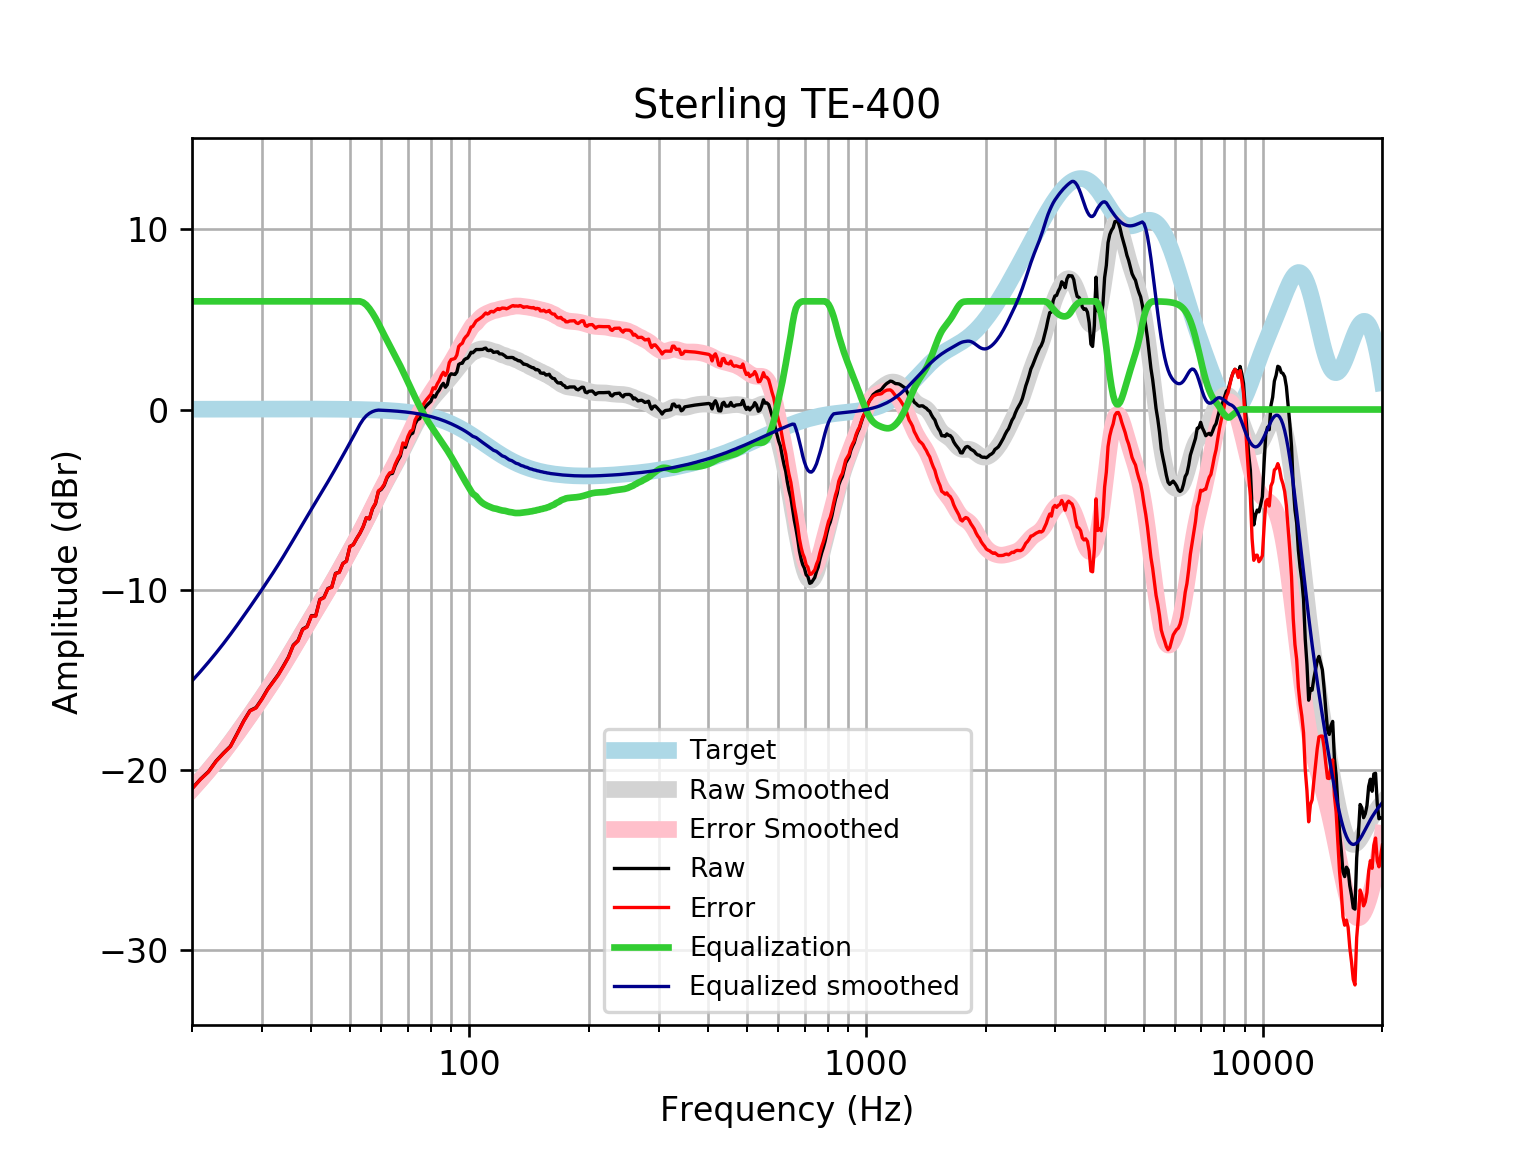 Sterling TE-400
Amplitude (dBr)
10
0
−10
−20
−30
Target
Raw Smoothed
Error Smoothed
Raw
Error
Equalization
Equalized smoothed
100 1000 10000
Frequency (Hz)